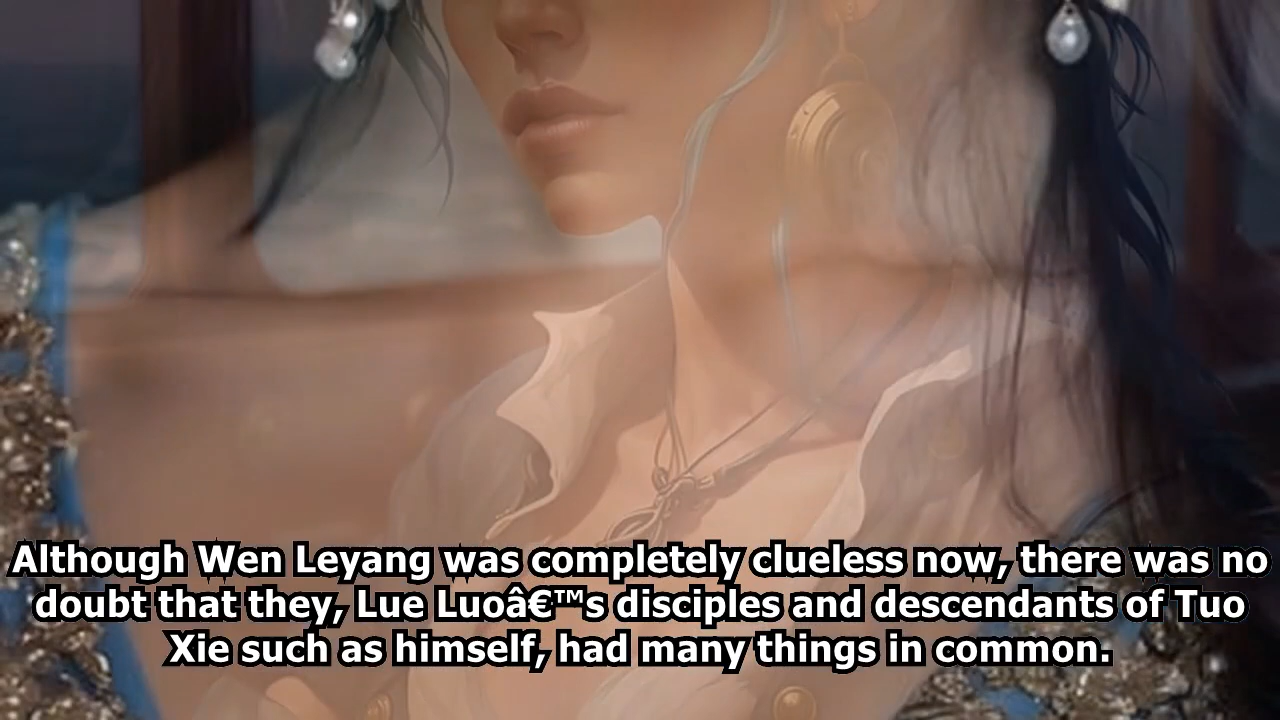 Although Wen Leyang was completely clueless now, there was no
doubt that they, Lue Luoâ€™s disciples and descendants of Tuo
Xie such as himself, had many things in common.